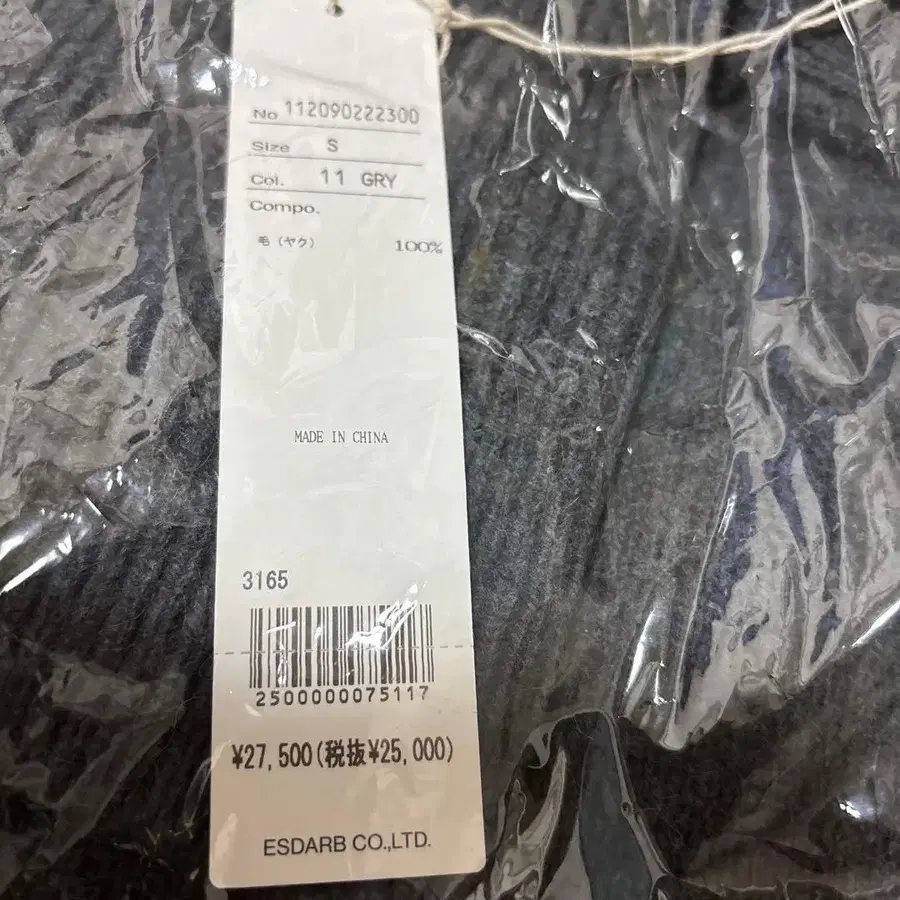 No 112090222300
Size S
Col. 11 GRY
Compo.
毛(ヤク) 100%
MADE IN CHINA
3165
2500000075117
¥27,500(税抜¥25,000)
ESDARB CO.,LTD.